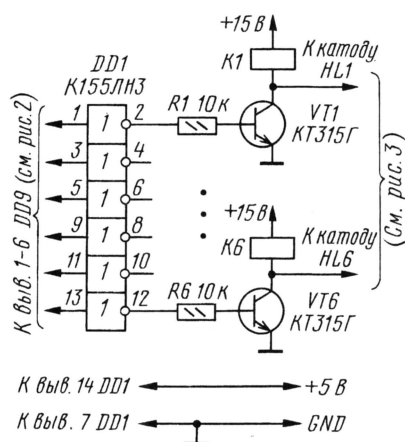 +15 В
DD1
К155ЛН3
К1
К катоду
HL1
1
1
2
R1 10 к
VT1
КТ315Г
3
1
4
5
1
6
9
1
8
11
1
10
13
1
12
К выв. 1-6 DD9 (см. рис. 2)
+15 В
К6
К катоду
HL6
R6 10 к
VT6
КТ315Г
(См. рис. 3)
К выв. 14 DD1
+5 В
К выв. 7 DD1
GND